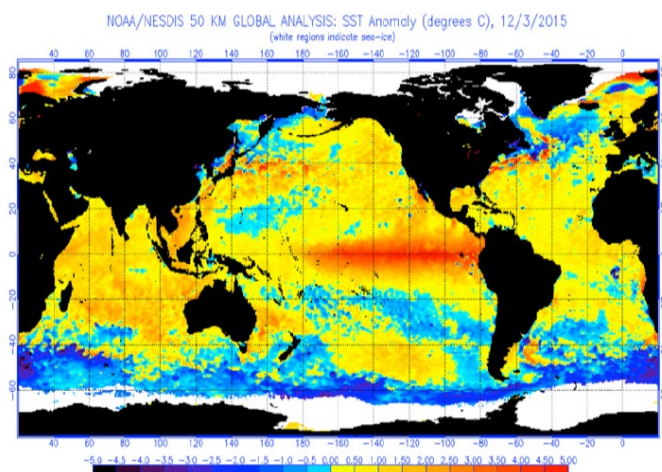 NOAA/NESDIS 50 KM GLOBAL ANALYSIS: SST Anomaly (degrees C), 12/3/2015
(white regions indicate sea-ice)
40 60 80 100 120 140 160 180 -160 -140 -120 -100 -80 -60 -40 -20 0
80
60
40
20
0
-20
-40
-60
40 60 80 100 120 140 160 180 -160 -140 -120 -100 -80 -60 -40 -20 0
-5.0 -4.5 -4.0 -3.5 -3.0 -2.5 -2.0 -1.5 -1.0 -0.5 0.00 0.50 1.00 1.50 2.00 2.50 3.00 3.50 4.00 4.50 5.00